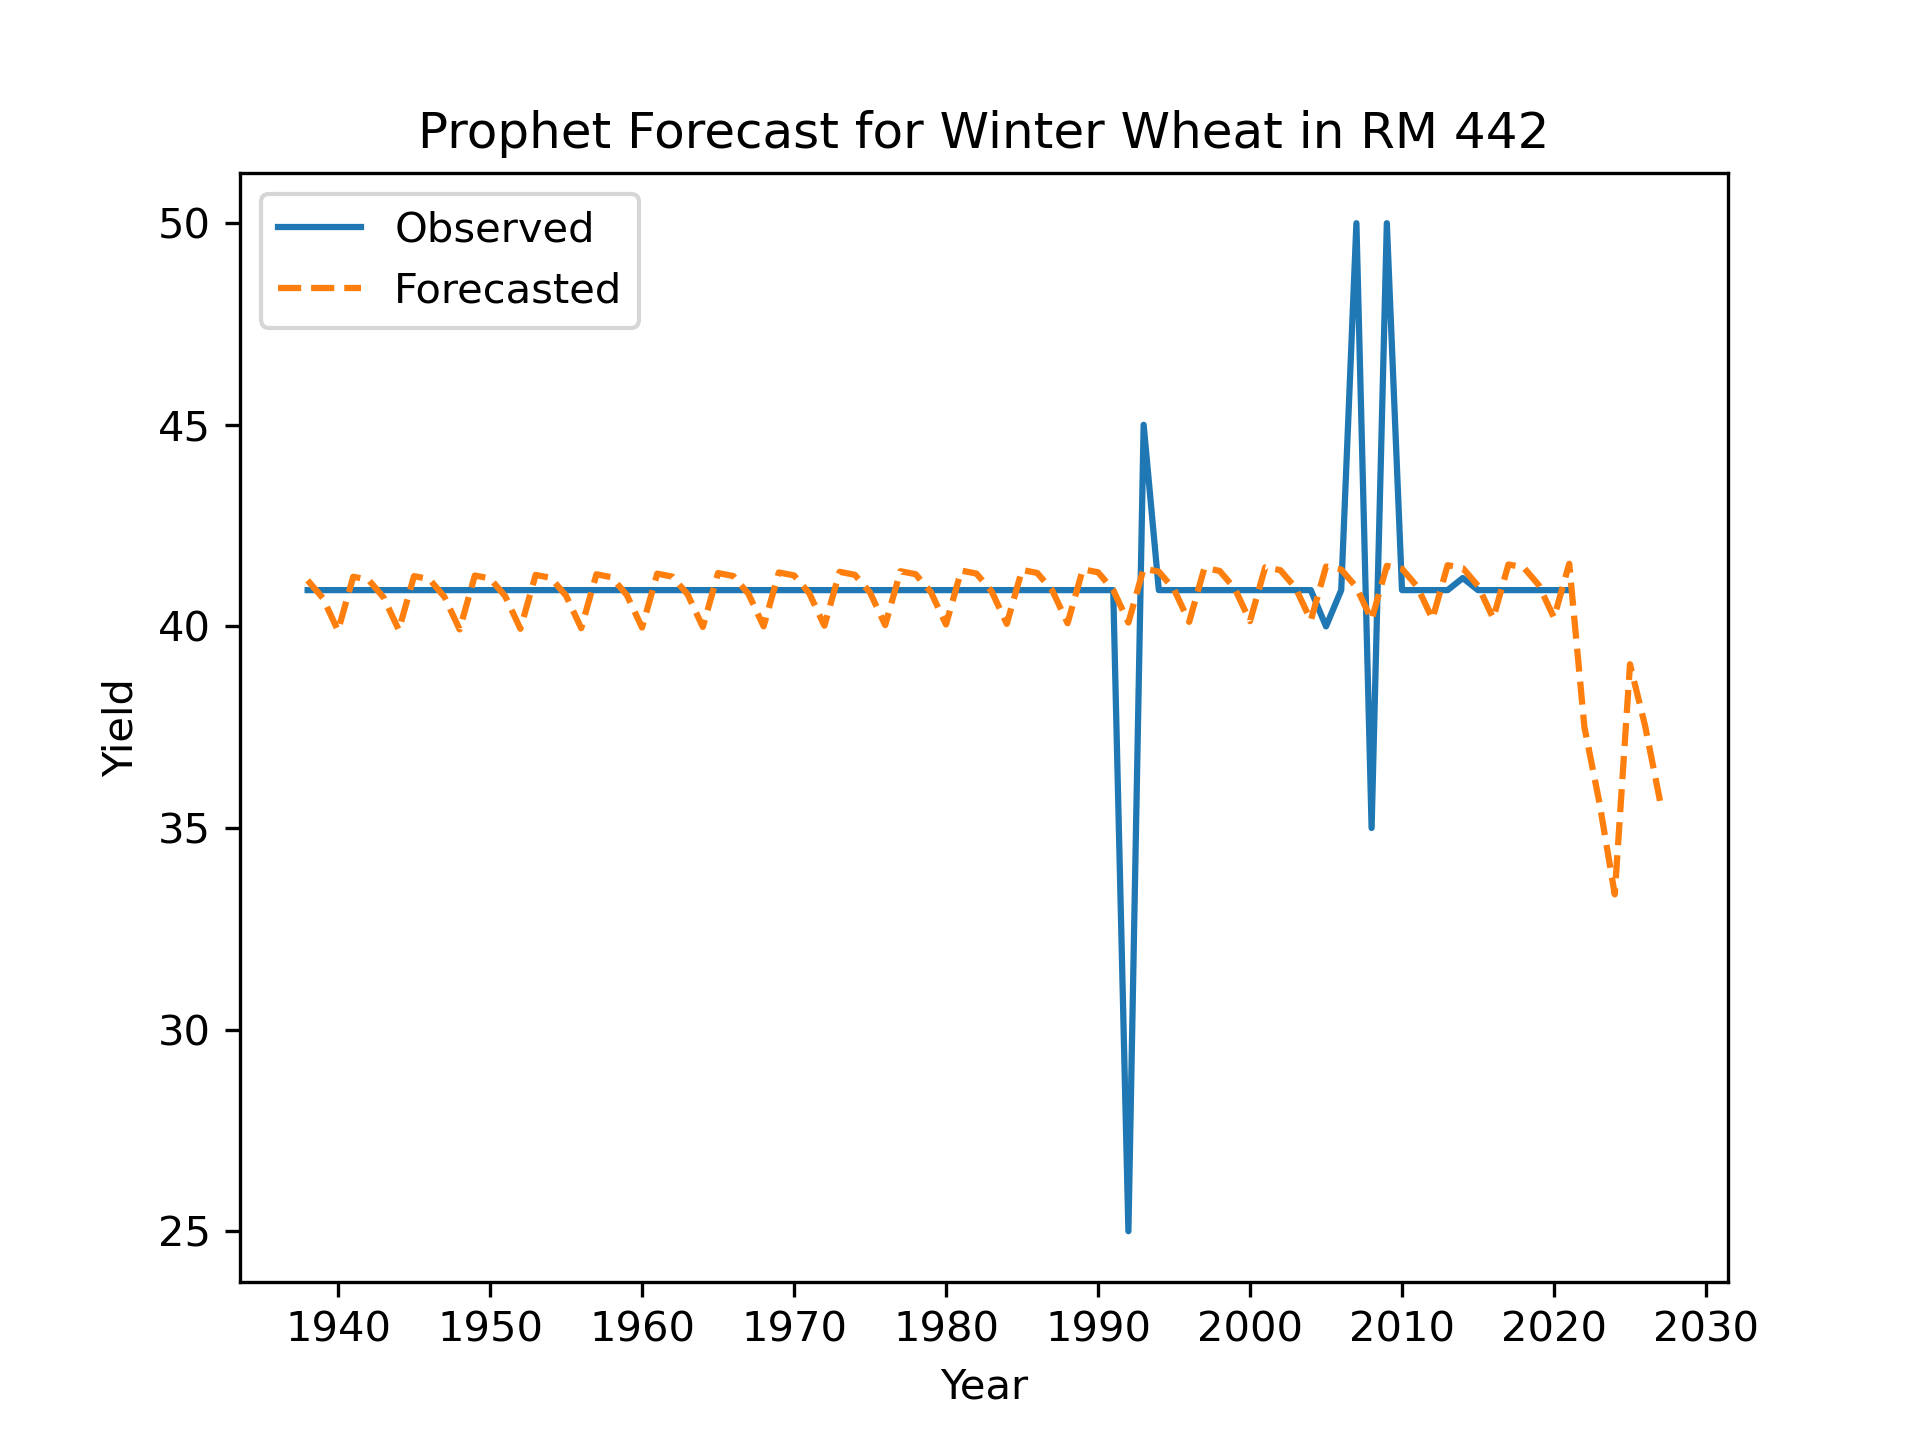 Prophet Forecast for Winter Wheat in RM 442
Observed
Forecasted
50
45
40
35
30
25
Yield
1940 1950 1960 1970 1980 1990 2000 2010 2020 2030
Year